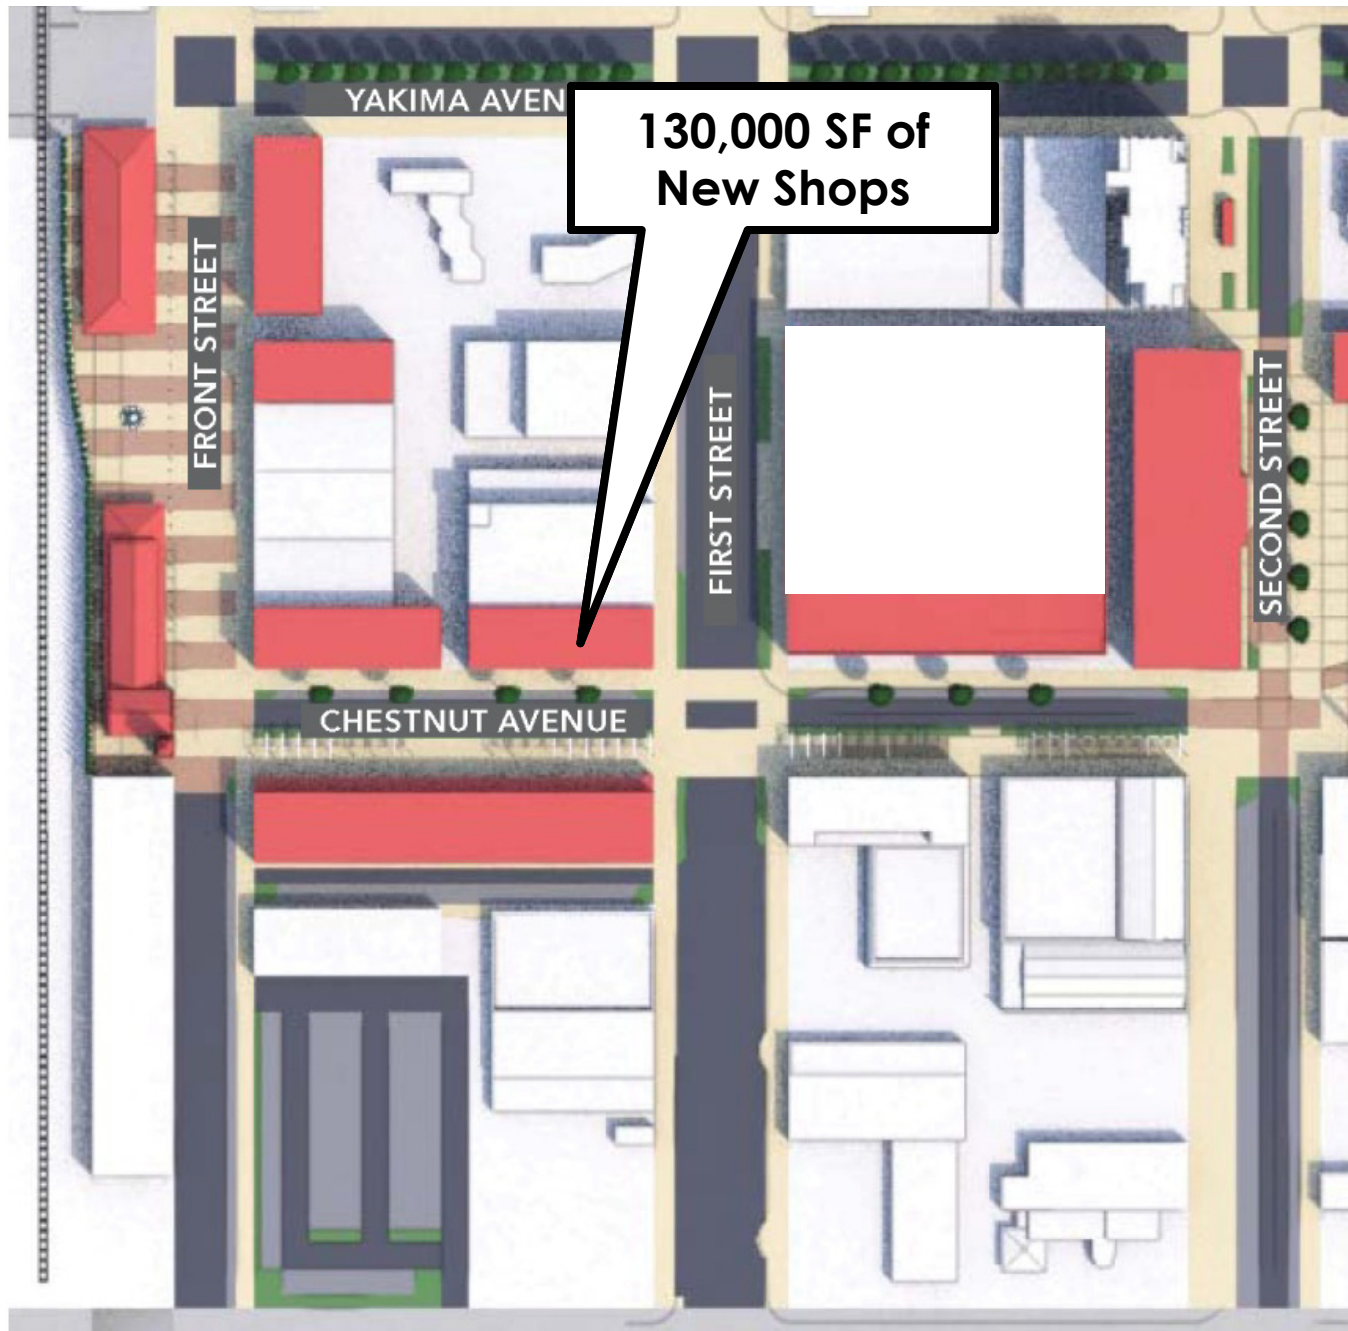 YAKIMA AVEN
130,000 SF of
New Shops
FRONT STREET
FIRST STREET
SECOND STREET
CHESTNUT AVENUE